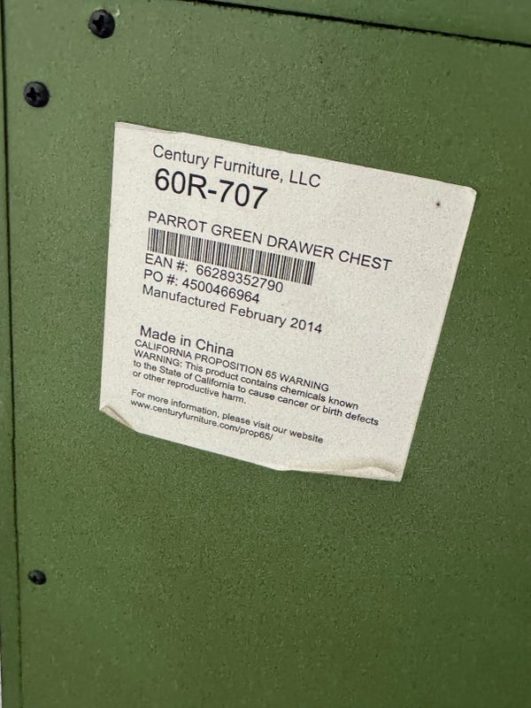 Century Furniture, LLC
60R-707
PARROT GREEN DRAWER CHEST
EAN #: 66289352790
PO #: 4500466964
Manufactured February 2014
Made in China
CALIFORNIA PROPOSITION 65 WARNING
WARNING: This product contains chemicals known
to the State of California to cause cancer or birth defects
or other reproductive harm.
For more information, please visit our website
www.centuryfurniture.com/prop65/